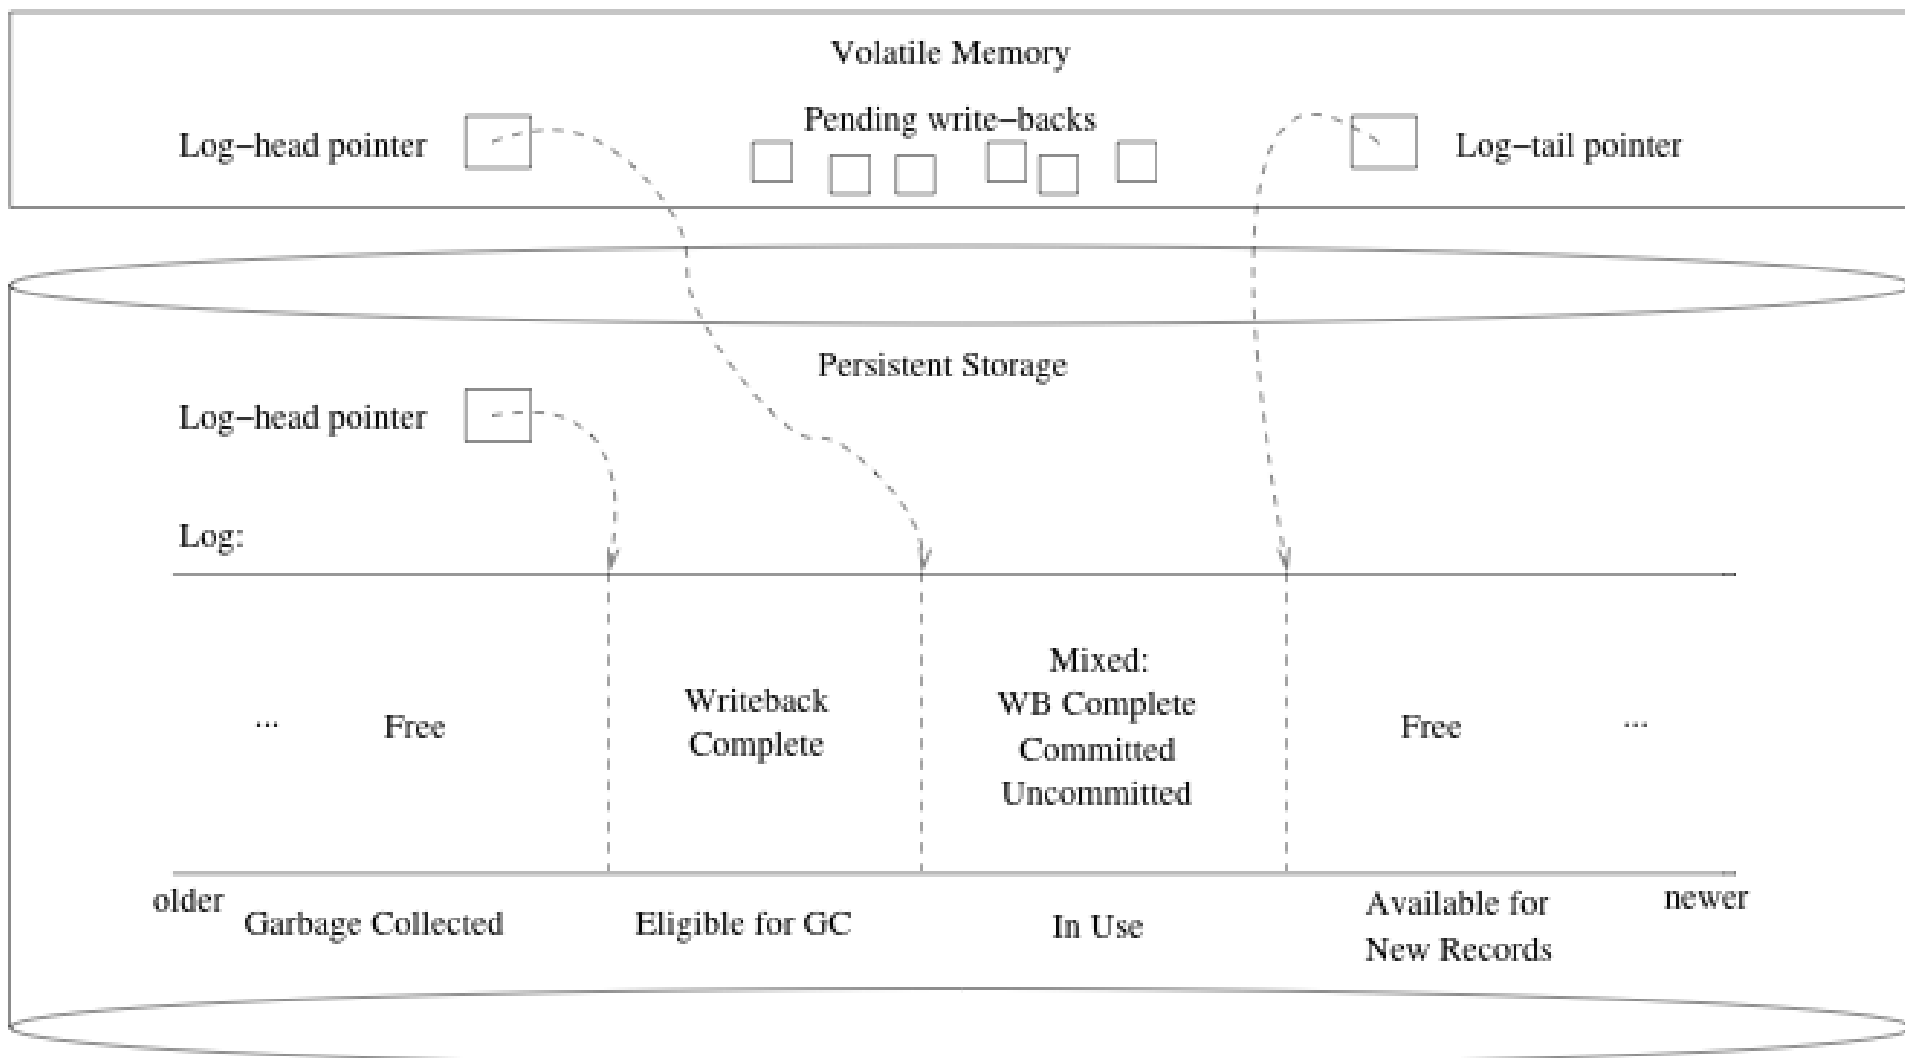 Volatile Memory
Pending write−backs
Log−head pointer
Log−tail pointer
Persistent Storage
Log−head pointer
Log:
... Free
Writeback
Complete
Mixed:
WB Complete
Committed
Uncommitted
Free ...
older
newer
Garbage Collected
Eligible for GC
In Use
Available for
New Records